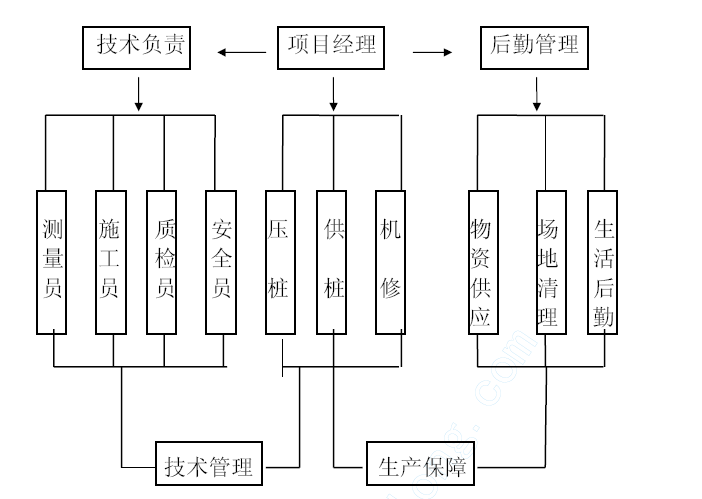 技术负责
项目经理
后勤管理
测量员
施工员
质检员
安全员
压桩
供桩
机修
物资供应
场地清理
生活后勤
技术管理
生产保障